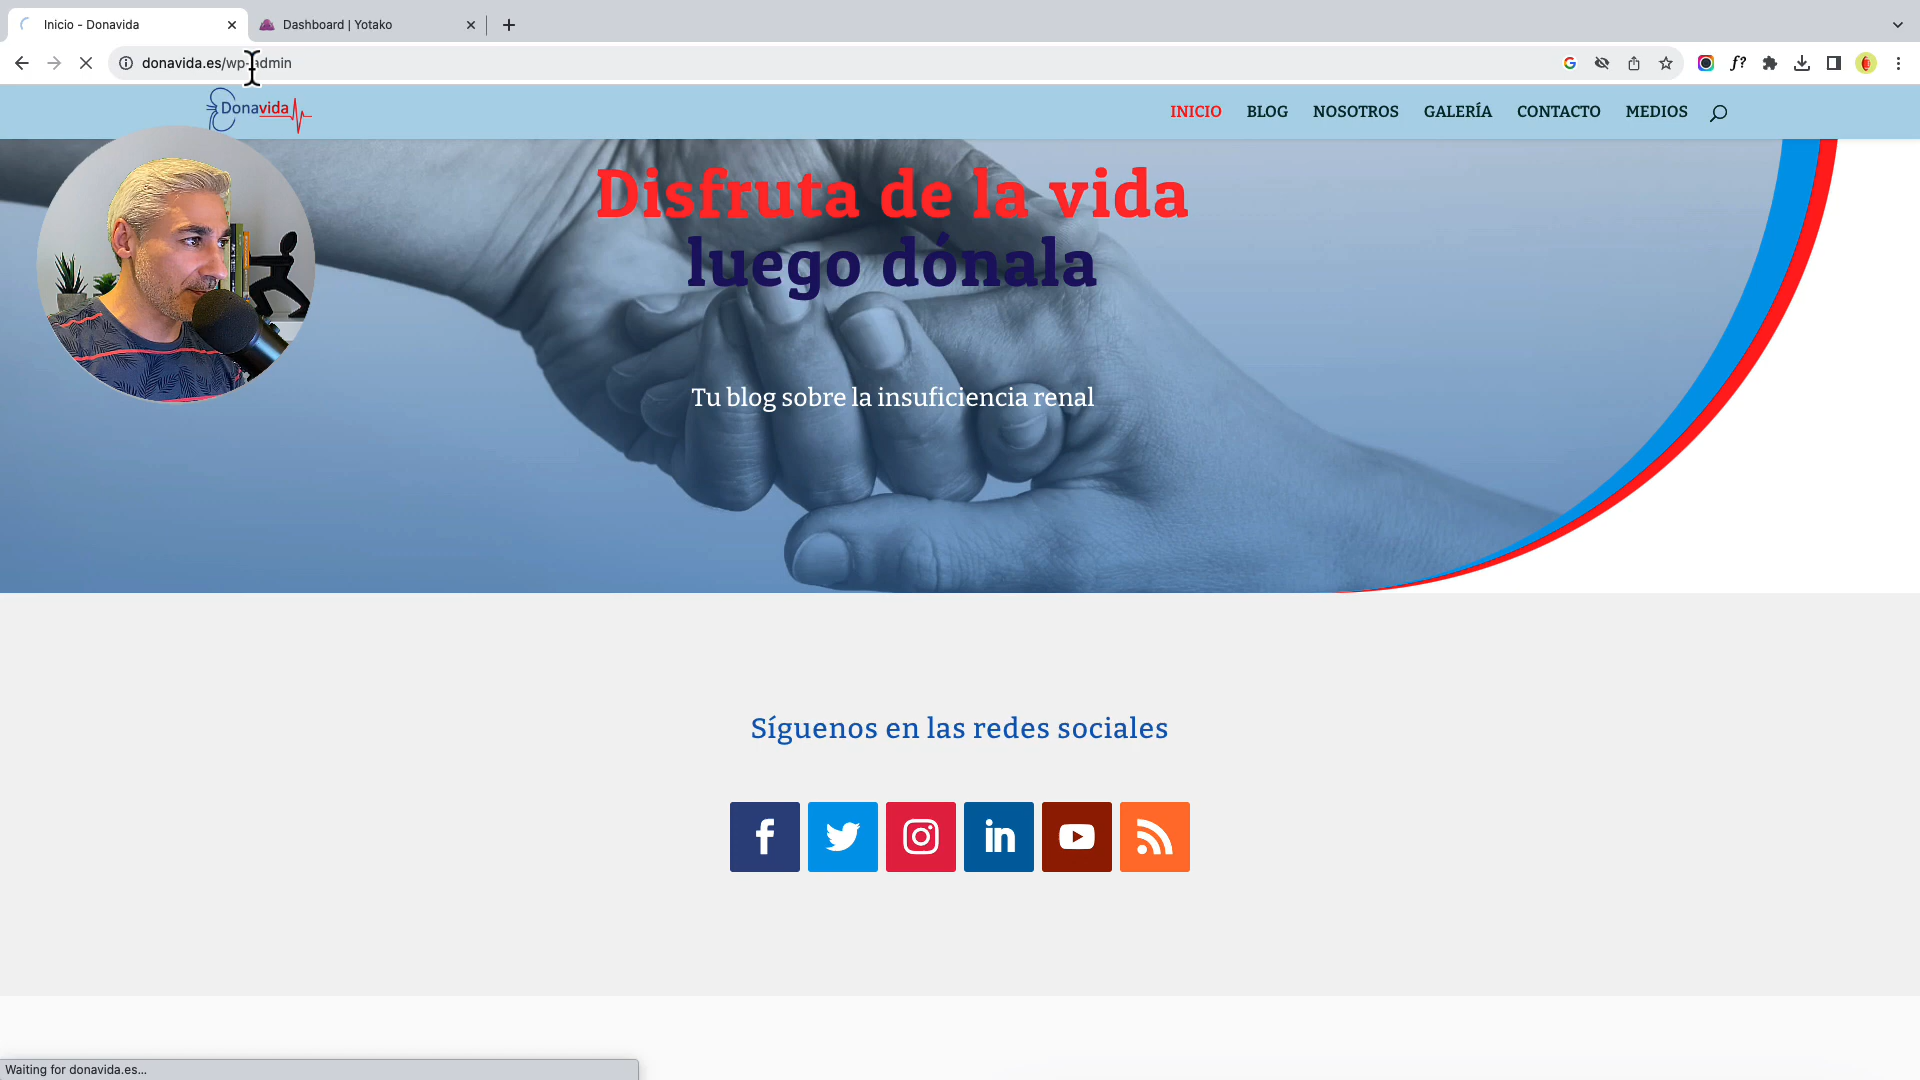 Inicio - Donavida
Dashboard | Yotako
donavida.es/wp-admin
Donavida
INICIO
BLOG
NOSOTROS
GALERÍA
CONTACTO
MEDIOS
Disfruta de la vida
luego dónala
Tu blog sobre la insuficiencia renal
Síguenos en las redes sociales
Waiting for donavida.es...